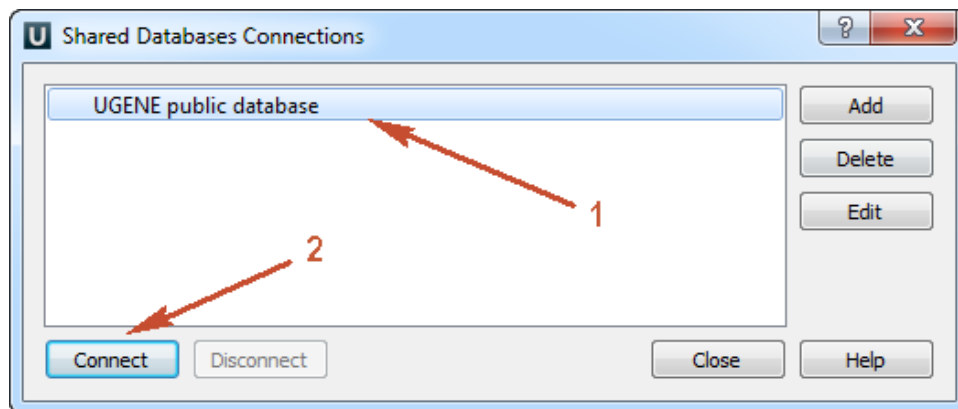 U Shared Databases Connections ? X
UGENE public database
Add
Delete
Edit
1
2
Connect Disconnect Close Help